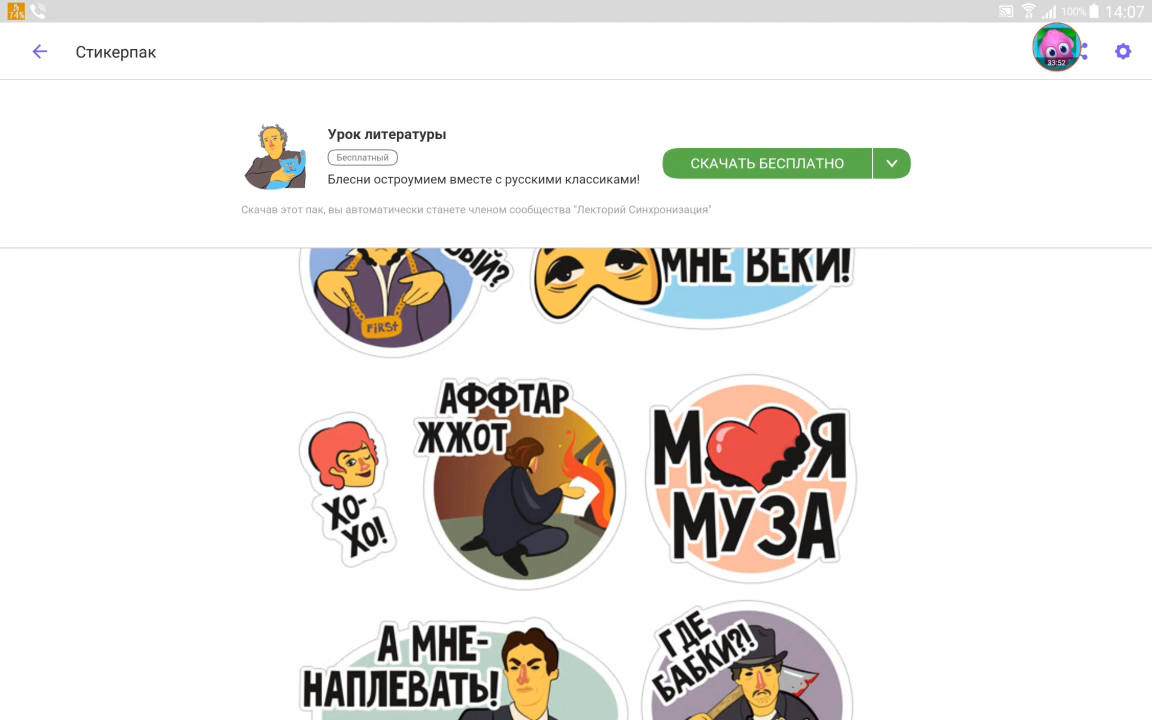 74%
100%
14:07
Стикерпак
33:52
Урок литературы
Бесплатный
Блесни остроумием вместе с русскими классиками!
СКАЧАТЬ БЕСПЛАТНО
Скачав этот пак, вы автоматически станете членом сообщества "Лекторий Синхронизация"
FIRST
МНЕ ВЕКИ!
АФФТАР
ЖЖОТ
ХО-
ХО!
МОЯ
МУЗА
А МНЕ-
НАПЛЕВАТЬ!
ГДЕ
БАБКИ?!